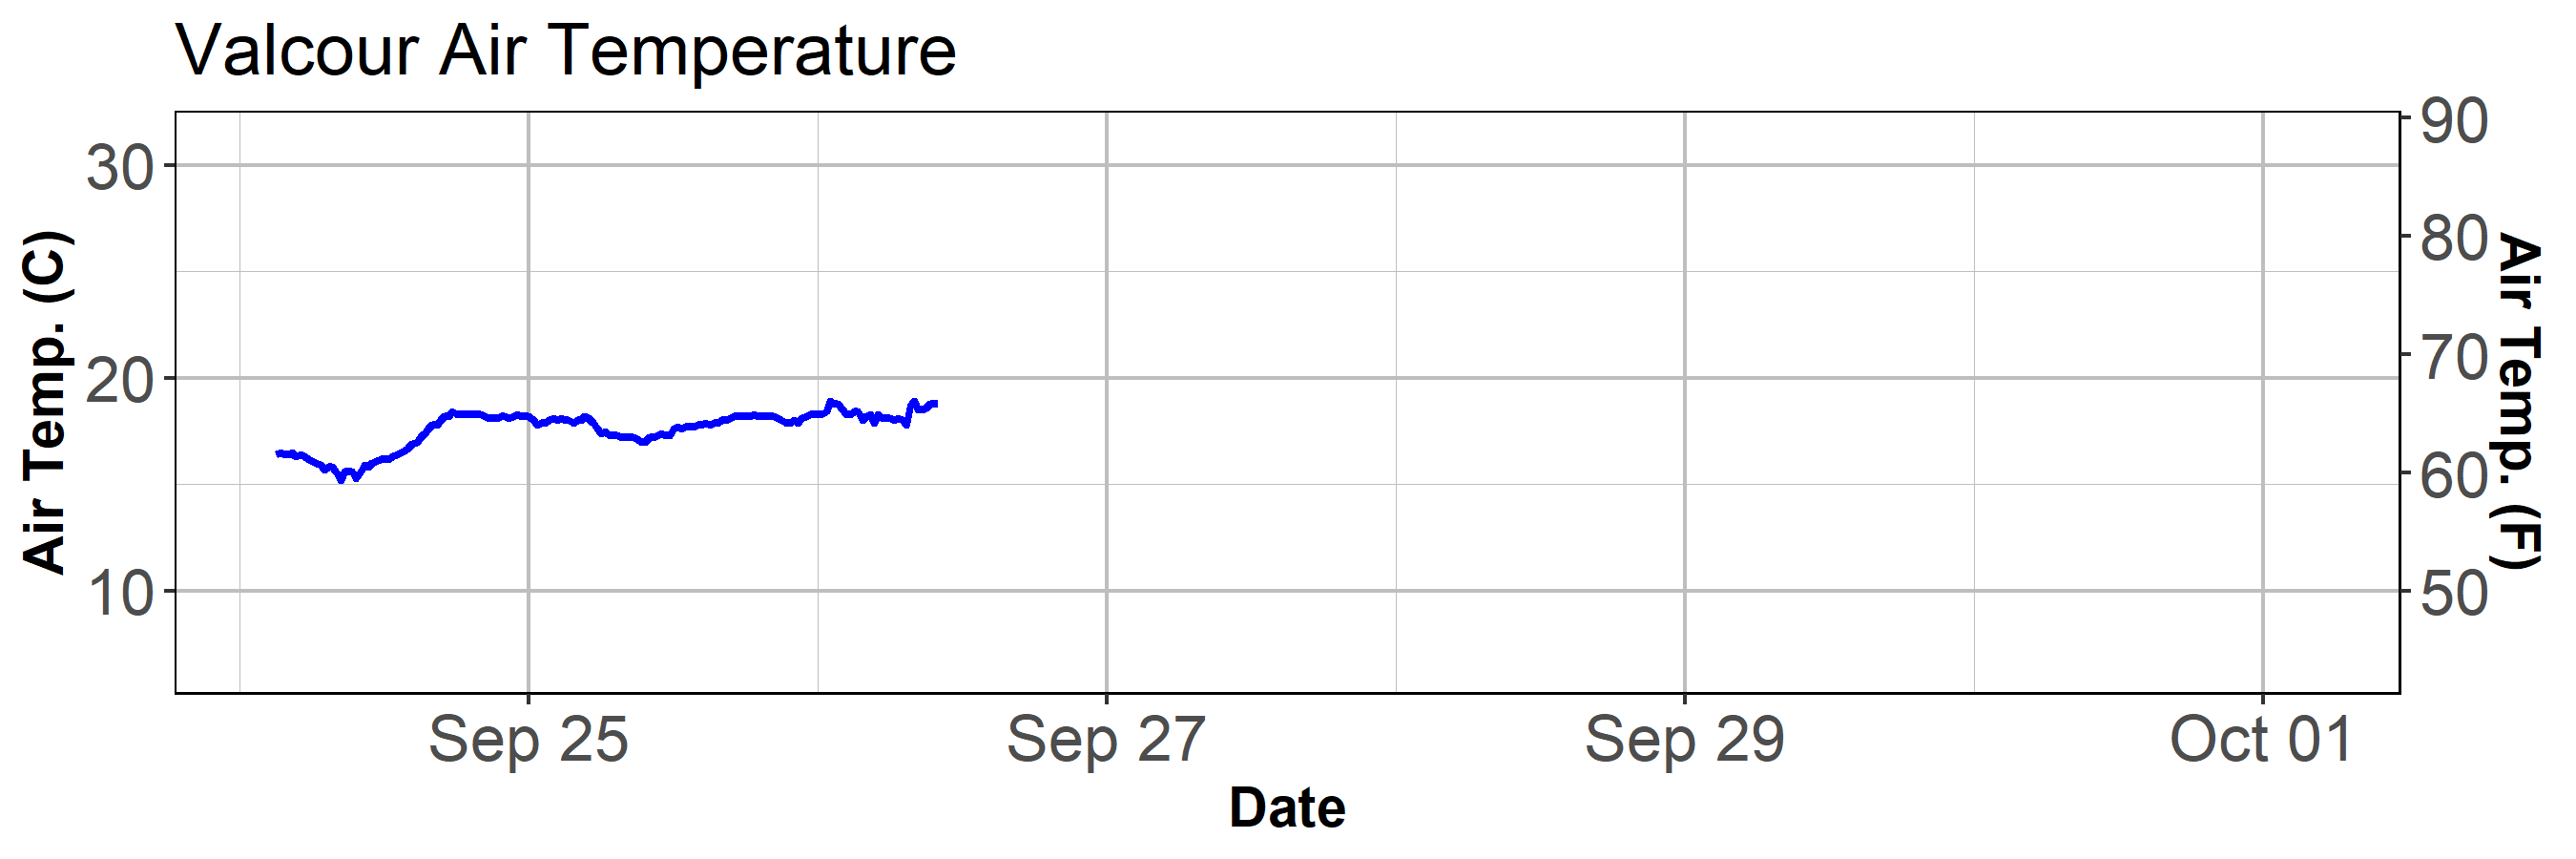 Valcour Air Temperature
Air Temp. (C)
30
20
10
90
80
70
60
50
Air Temp. (F)
Sep 25
Sep 27
Sep 29
Oct 01
Date